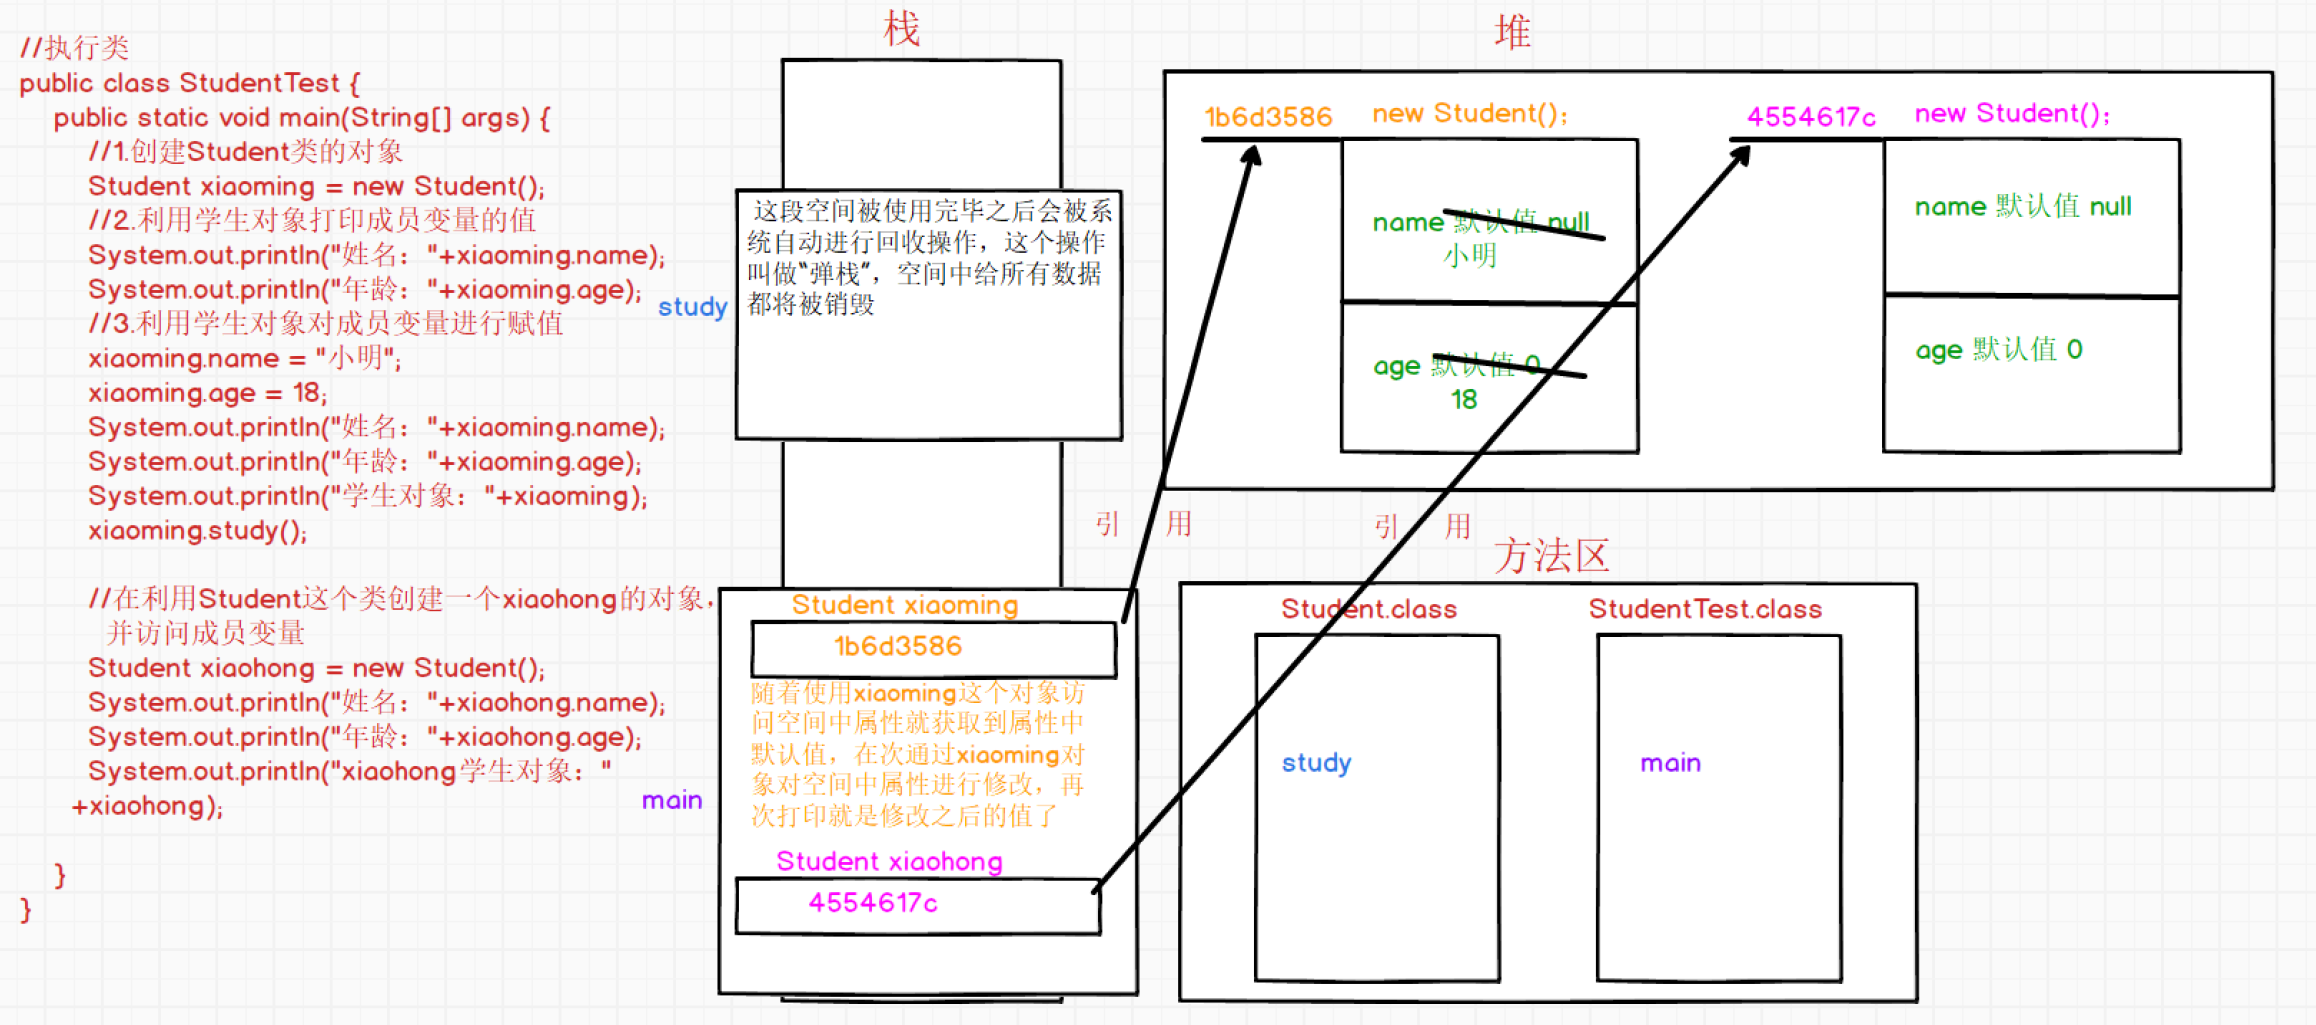 //执行类
public class StudentTest {
public static void main(String[] args) {
//1.创建Student类的对象
Student xiaoming = new Student();
//2.利用学生对象打印成员变量的值
System.out.println("姓名："+xiaoming.name);
System.out.println("年龄："+xiaoming.age);
//3.利用学生对象对成员变量进行赋值
xiaoming.name = "小明";
xiaoming.age = 18;
System.out.println("姓名："+xiaoming.name);
System.out.println("年龄："+xiaoming.age);
System.out.println("学生对象："+xiaoming);
xiaoming.study();
//在利用Student这个类创建一个xiaohong的对象，
并访问成员变量
Student xiaohong = new Student();
System.out.println("姓名："+xiaohong.name);
System.out.println("年龄："+xiaohong.age);
System.out.println("xiaohong学生对象："
+xiaohong);
}
}
栈
study
这段空间被使用完毕之后会被系
统自动进行回收操作，这个操作
叫做“弹栈”，空间中给所有数据
都将被销毁
main
Student xiaoming
1b6d3586
随着使用xiaoming这个对象访
问空间中属性就获取到属性中
默认值，在次通过xiaoming对
象对空间中属性进行修改，再
次打印就是修改之后的值了
Student xiaohong
4554617c
堆
1b6d3586
new Student();
name 默认值 null
小明
age 默认值 0
18
4554617c
new Student();
name 默认值 null
age 默认值 0
引 用
引 用
方法区
Student.class
study
StudentTest.class
main